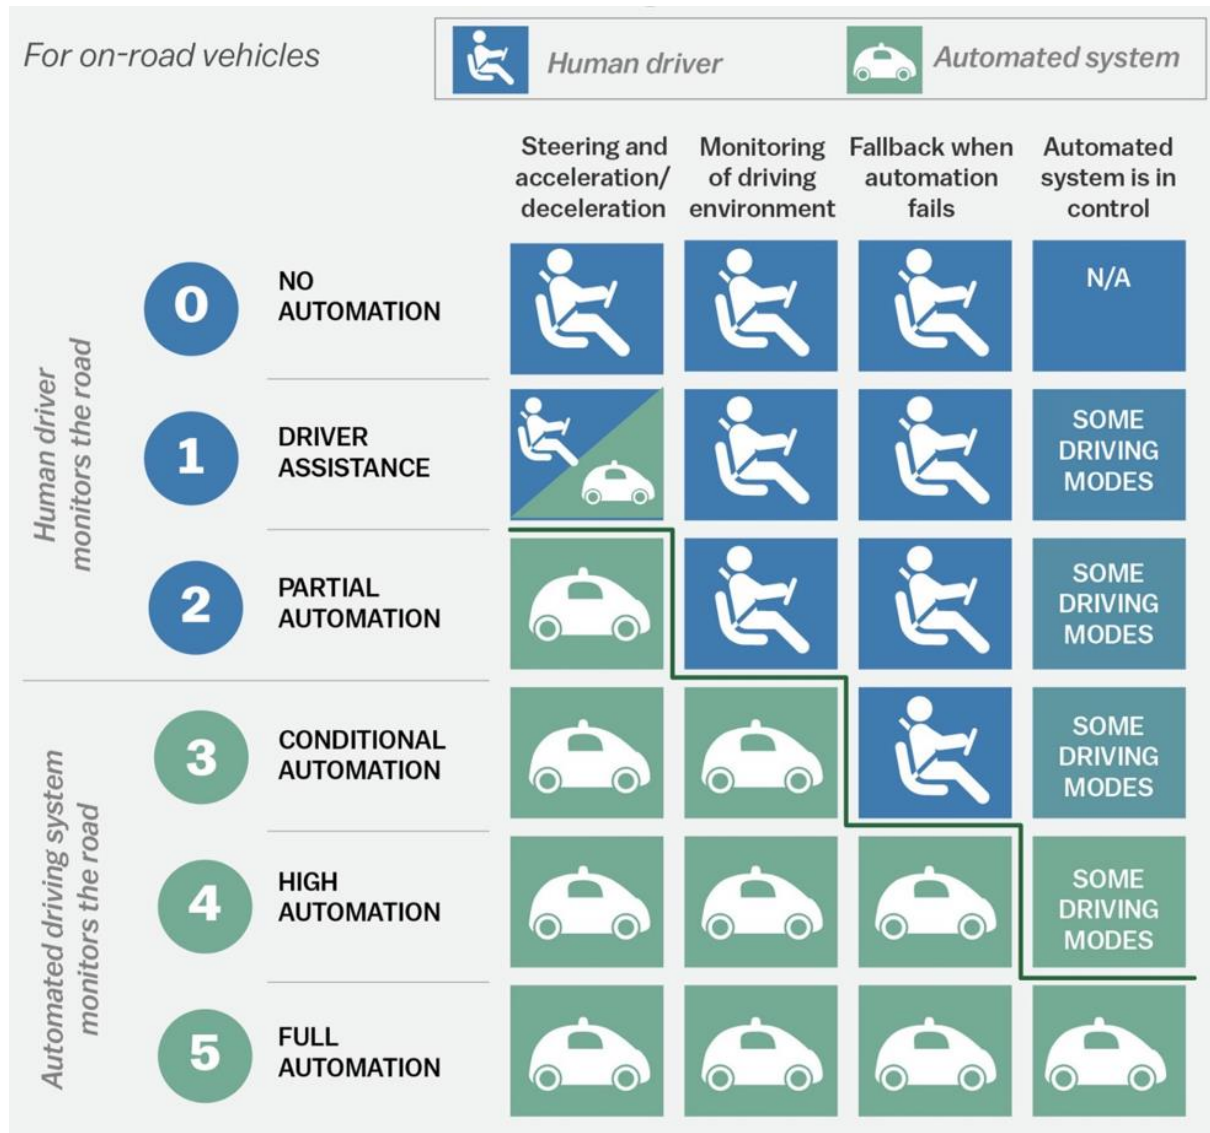 For on-road vehicles
Human driver
Automated system
Steering and
acceleration/
deceleration
Monitoring
of driving
environment
Fallback when
automation
fails
Automated
system is in
control
Human driver
monitors the road
0
NO
AUTOMATION
N/A
1
DRIVER
ASSISTANCE
SOME
DRIVING
MODES
2
PARTIAL
AUTOMATION
SOME
DRIVING
MODES
Automated driving system
monitors the road
3
CONDITIONAL
AUTOMATION
SOME
DRIVING
MODES
4
HIGH
AUTOMATION
SOME
DRIVING
MODES
5
FULL
AUTOMATION